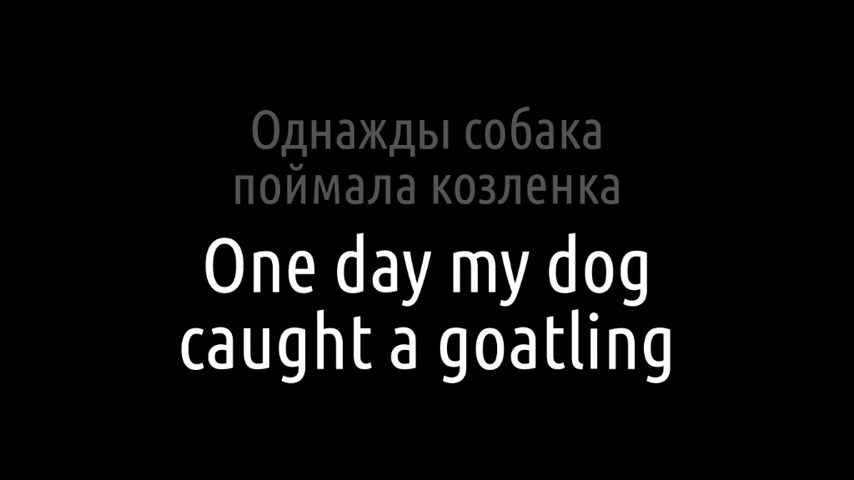 Однажды собака
поймала козленка
One day my dog
caught a goatling